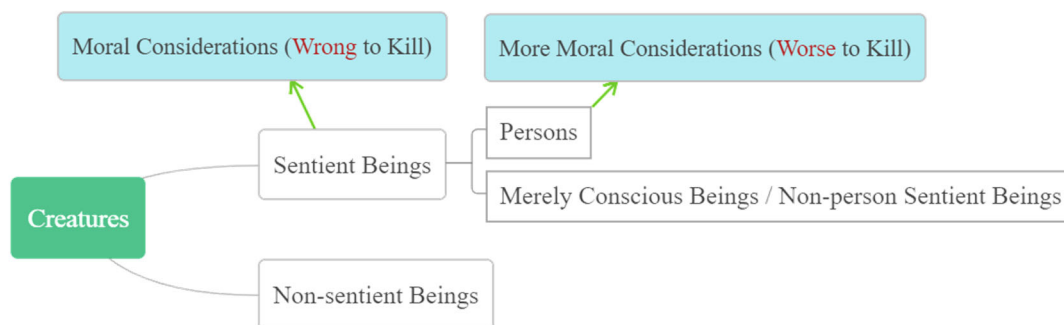 Moral Considerations (Wrong to Kill)
More Moral Considerations (Worse to Kill)
Persons
Sentient Beings
Merely Conscious Beings / Non-person Sentient Beings
Creatures
Non-sentient Beings